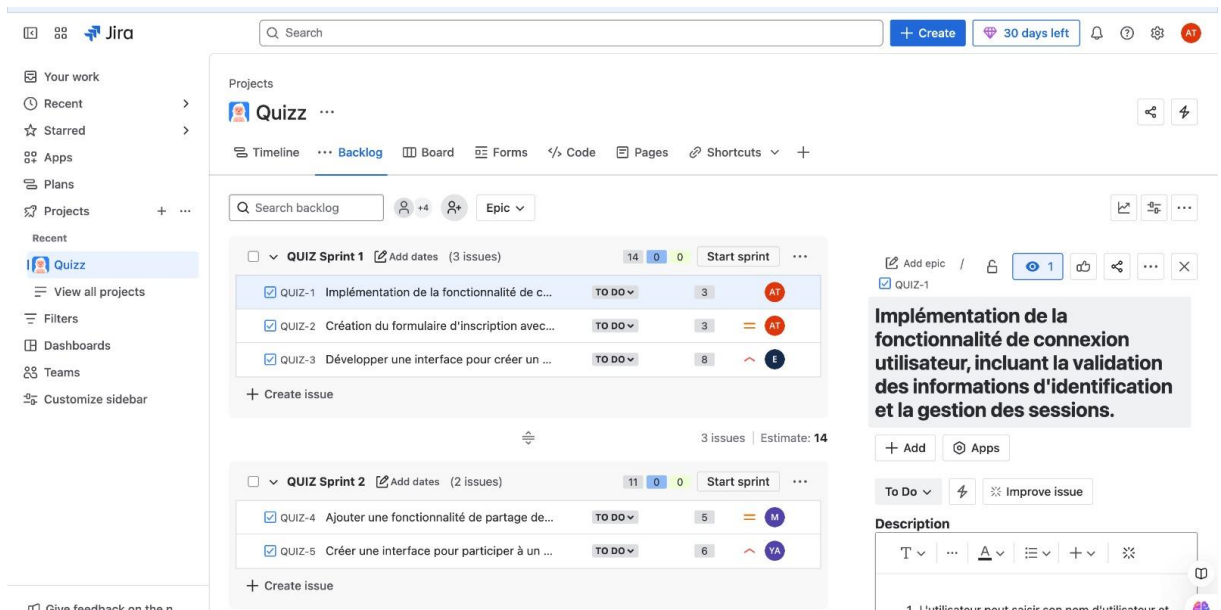 Jira
Search
+ Create
30 days left
AT
Your work
Recent
Starred
Apps
Plans
Projects
Recent
Quizz
View all projects
Filters
Dashboards
Teams
Customize sidebar
Projects
Quizz
Timeline
Backlog
Board
Forms
Code
Pages
Shortcuts
Search backlog
+4
Epic
QUIZ Sprint 1 Add dates (3 issues) 14 0 0 Start sprint
QUIZ-1 Implémentation de la fonctionnalité de c... TO DO 3 AT
QUIZ-2 Création du formulaire d'inscription avec... TO DO 3 AT
QUIZ-3 Développer une interface pour créer un ... TO DO 8 E
+ Create issue
3 issues Estimate: 14
QUIZ Sprint 2 Add dates (2 issues) 11 0 0 Start sprint
QUIZ-4 Ajouter une fonctionnalité de partage de... TO DO 5 M
QUIZ-5 Créer une interface pour participer à un ... TO DO 6 YA
+ Create issue
Add epic / 1
QUIZ-1
Implémentation de la
fonctionnalité de connexion
utilisateur, incluant la validation
des informations d'identification
et la gestion des sessions.
+ Add
Apps
To Do
Improve issue
Description
T
A
1. L'utilisateur peut saisir son nom d'utilisateur et
Give feedback on the n